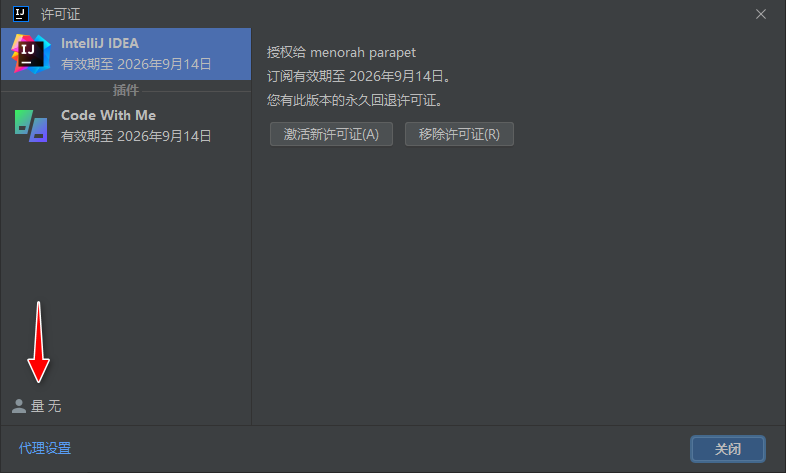 许可证
IntelliJ IDEA
有效期至 2026年9月14日
插件
Code With Me
有效期至 2026年9月14日
量 无
授权给 menorah parapet
订阅有效期至 2026年9月14日。
您有此版本的永久回退许可证。
激活新许可证(A)
移除许可证(R)
代理设置
关闭